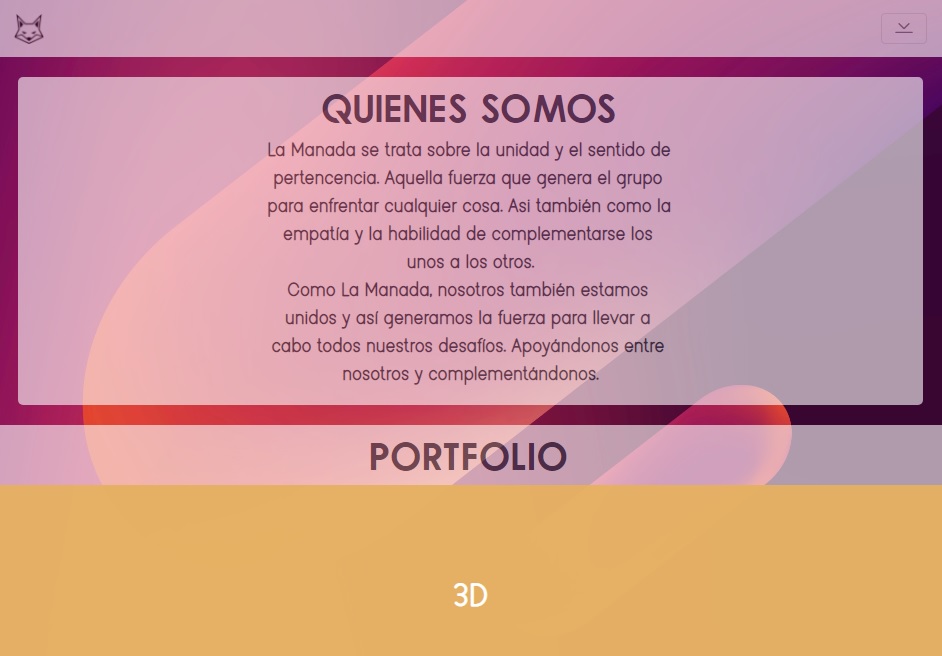 QUIENES SOMOS
La Manada se trata sobre la unidad y el sentido de
pertencencia. Aquella fuerza que genera el grupo
para enfrentar cualquier cosa. Asi también como la
empatía y la habilidad de complementarse los
unos a los otros.
Como La Manada, nosotros también estamos
unidos y así generamos la fuerza para llevar a
cabo todos nuestros desafíos. Apoyándonos entre
nosotros y complementándonos.
PORTFOLIO
3D